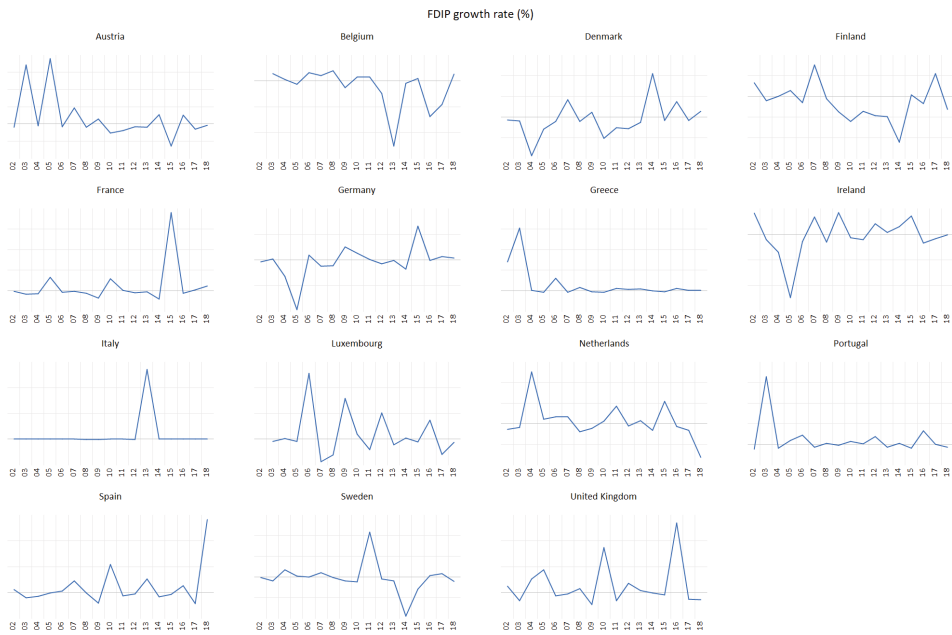 FDIP growth rate (%)
Austria Belgium Denmark Finland
02 03 04 05 06 07 08 09 10 11 12 13 14 15 16 17 18 02 03 04 05 06 07 08 09 10 11 12 13 14 15 16 17 18 02 03 04 05 06 07 08 09 10 11 12 13 14 15 16 17 18 02 03 04 05 06 07 08 09 10 11 12 13 14 15 16 17 18
France Germany Greece Ireland
02 03 04 05 06 07 08 09 10 11 12 13 14 15 16 17 18 02 03 04 05 06 07 08 09 10 11 12 13 14 15 16 17 18 02 03 04 05 06 07 08 09 10 11 12 13 14 15 16 17 18 02 03 04 05 06 07 08 09 10 11 12 13 14 15 16 17 18
Italy Luxembourg Netherlands Portugal
02 03 04 05 06 07 08 09 10 11 12 13 14 15 16 17 18 02 03 04 05 06 07 08 09 10 11 12 13 14 15 16 17 18 02 03 04 05 06 07 08 09 10 11 12 13 14 15 16 17 18 02 03 04 05 06 07 08 09 10 11 12 13 14 15 16 17 18
Spain Sweden United Kingdom
02 03 04 05 06 07 08 09 10 11 12 13 14 15 16 17 18 02 03 04 05 06 07 08 09 10 11 12 13 14 15 16 17 18 02 03 04 05 06 07 08 09 10 11 12 13 14 15 16 17 18